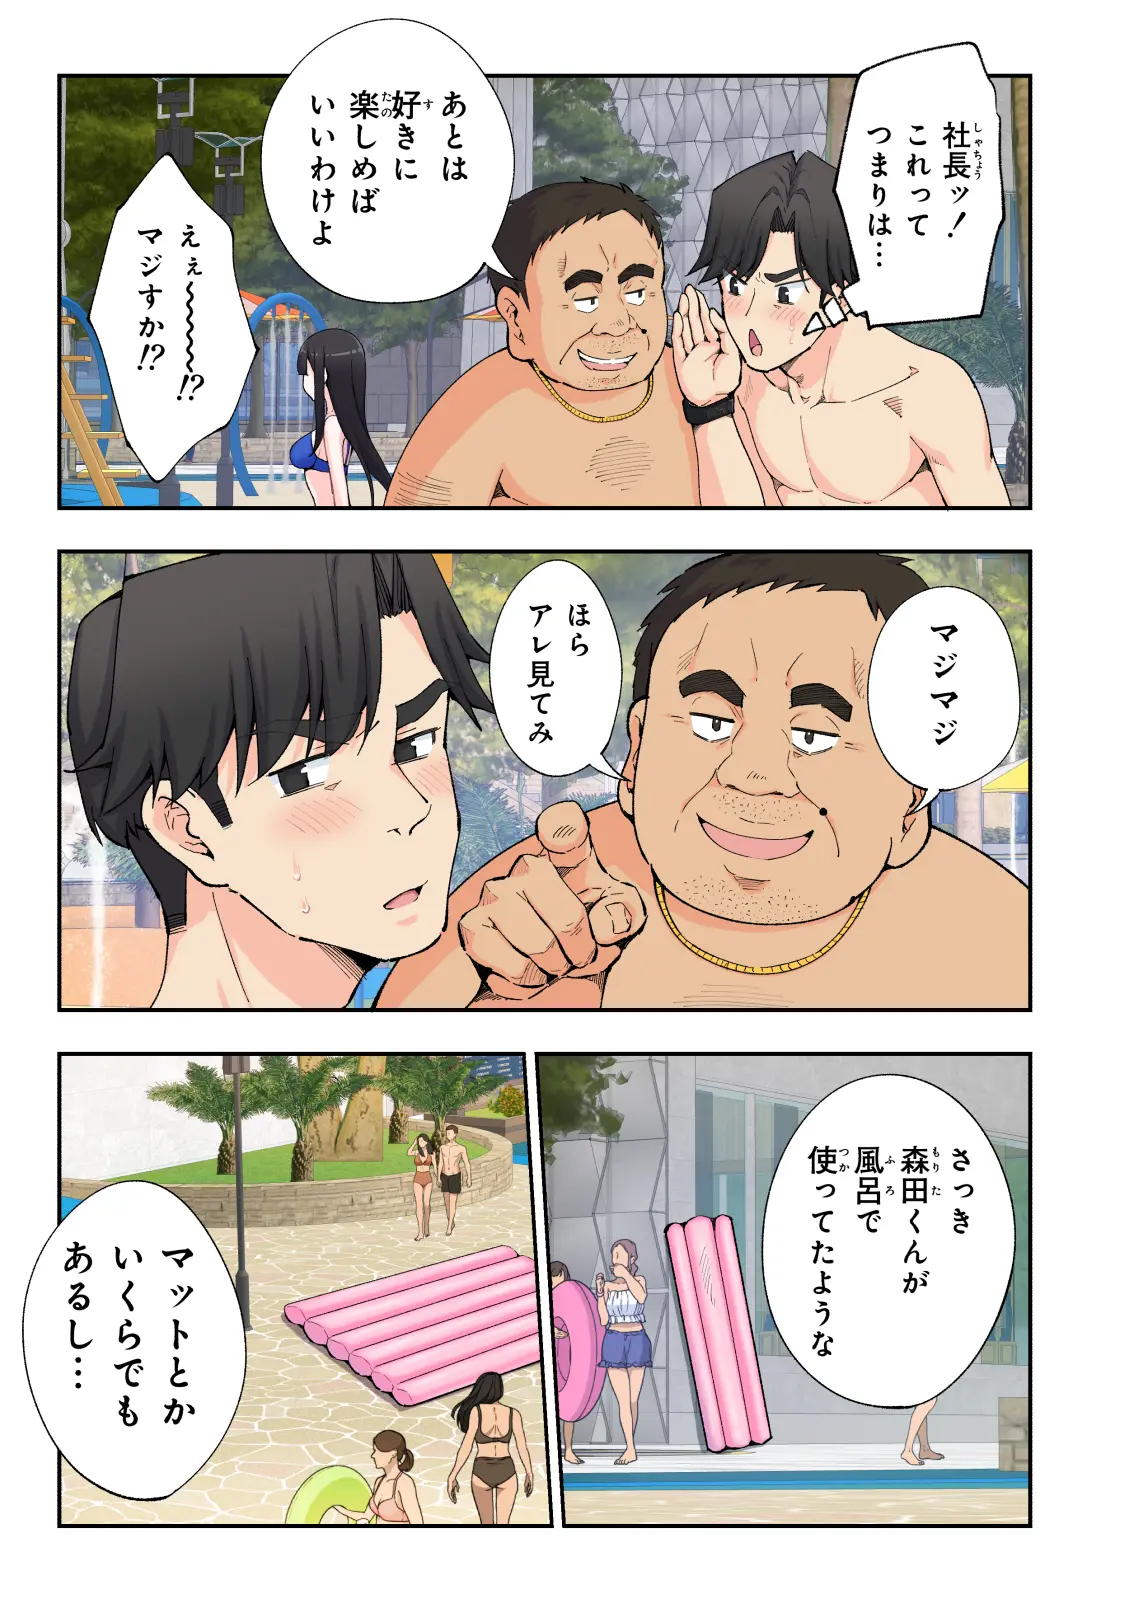 社長ッ！
これって
つまりは…
あとは
好きに
楽しめば
いいわけよ
えぇ〜〜〜〜!?
マジすか!?
マジマジ
ほら
アレ見てみ
さっき
森田くんが
風呂で
使ってたような
マットとか
いくらでも
あるし…